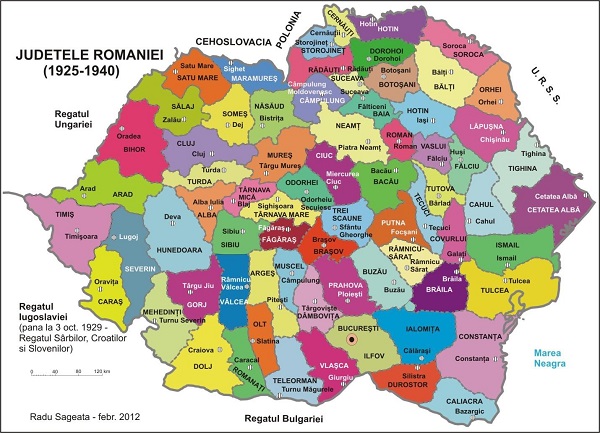 JUDETELE ROMANIEI
(1925-1940)
CEHOSLOVACIA
POLONIA
U. R. S. S.
Regatul
Ungariei
Regatul
Iugoslaviei
(pana la 3 oct. 1929 -
Regatul Sârbilor, Croatilor
si Slovenilor)
Regatul Bulgariei
Marea
Neagra
Radu Sageata - febr. 2012
0 40 80 120 km
CERNĂUȚI
Cernăuți
Storojineț
STOROJINEȚ
Hotin
HOTIN
Soroca
SOROCA
Satu Mare
SATU MARE
Sighet
MARAMUREȘ
RĂDĂUȚI
Rădăuți
DOROHOI
Dorohoi
SUCEAVA
Suceava
Botoșani
BOTOȘANI
Bălți
BĂLȚI
ORHEI
Orhei
Câmpulung
Moldovenesc
CÂMPULUNG
Fălticeni
BAIA
HOTIN
Iași
LĂPUȘNA
Chișinău
SĂLAJ
Zalău
SOMEȘ
Dej
NĂSĂUD
Bistrița
NEAMȚ
Piatra Neamț
ROMAN
Roman
VASLUI
Fălciu
Huși
FĂLCIU
Tighina
TIGHINA
Oradea
BIHOR
CLUJ
Cluj
MUREȘ
Târgu Mureș
CIUC
Miercurea
Ciuc
Bacău
BACĂU
TUTOVA
Bârlad
CAHUL
Cahul
Cetatea Albă
CETATEA ALBĂ
Turda
TURDA
Arad
ARAD
Alba Iulia
ALBA
TÂRNAVA
MICĂ
Blaj
ODORHEI
Odorheiu
Secuiesc
Sighișoara
TÂRNAVA MARE
TREI
SCAUNE
Sfântu
Gheorghe
PUTNA
Focșani
TECUCI
Tecuci
COVURLUI
Galați
ISMAIL
Ismail
TIMIȘ
Timișoara
Lugoj
SEVERIN
Deva
HUNEDOARA
Sibiu
SIBIU
Făgăraș
FĂGĂRAȘ
Brașov
BRAȘOV
RÂMNICU-
SĂRAT
Râmnicu
Sărat
Brăila
BRĂILA
Tulcea
TULCEA
Oravița
CARAȘ
Târgu Jiu
GORJ
Râmnicu
Vâlcea
VÂLCEA
ARGEȘ
Pitești
MUSCEL
Câmpulung
Târgoviște
DÂMBOVIȚA
PRAHOVA
Ploiești
BUZĂU
Buzău
MEHEDINȚI
Turnu Severin
Craiova
DOLJ
OLT
Slatina
Caracal
ROMANAȚI
TELEORMAN
Turnu Măgurele
VLAȘCA
Giurgiu
BUCUREȘTI
ILFOV
IALOMIȚA
Călărași
CONSTANȚA
Constanța
Silistra
DUROSTOR
CALIACRA
Bazargic